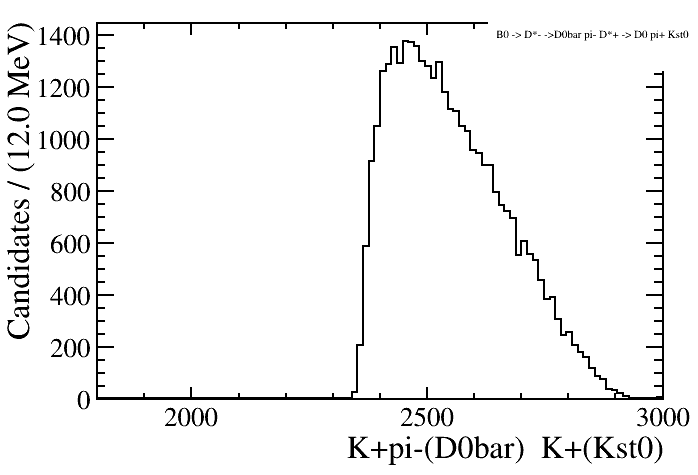 B0 -> D*- ->D0bar pi- D*+ -> D0 pi+ Kst0
Candidates / (12.0 MeV)
1400
1200
1000
800
600
400
200
0
2000 2500 3000
K+pi-(D0bar) K+(Kst0)